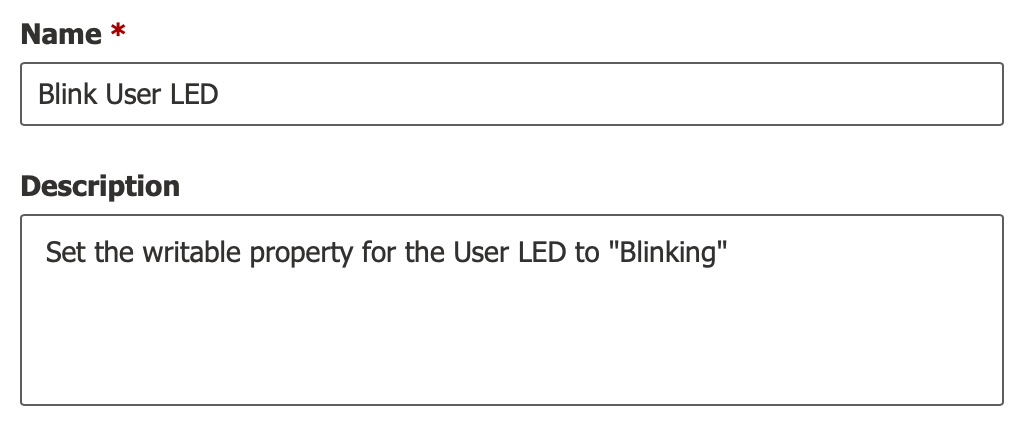 Name *
Blink User LED
Description
Set the writable property for the User LED to "Blinking"